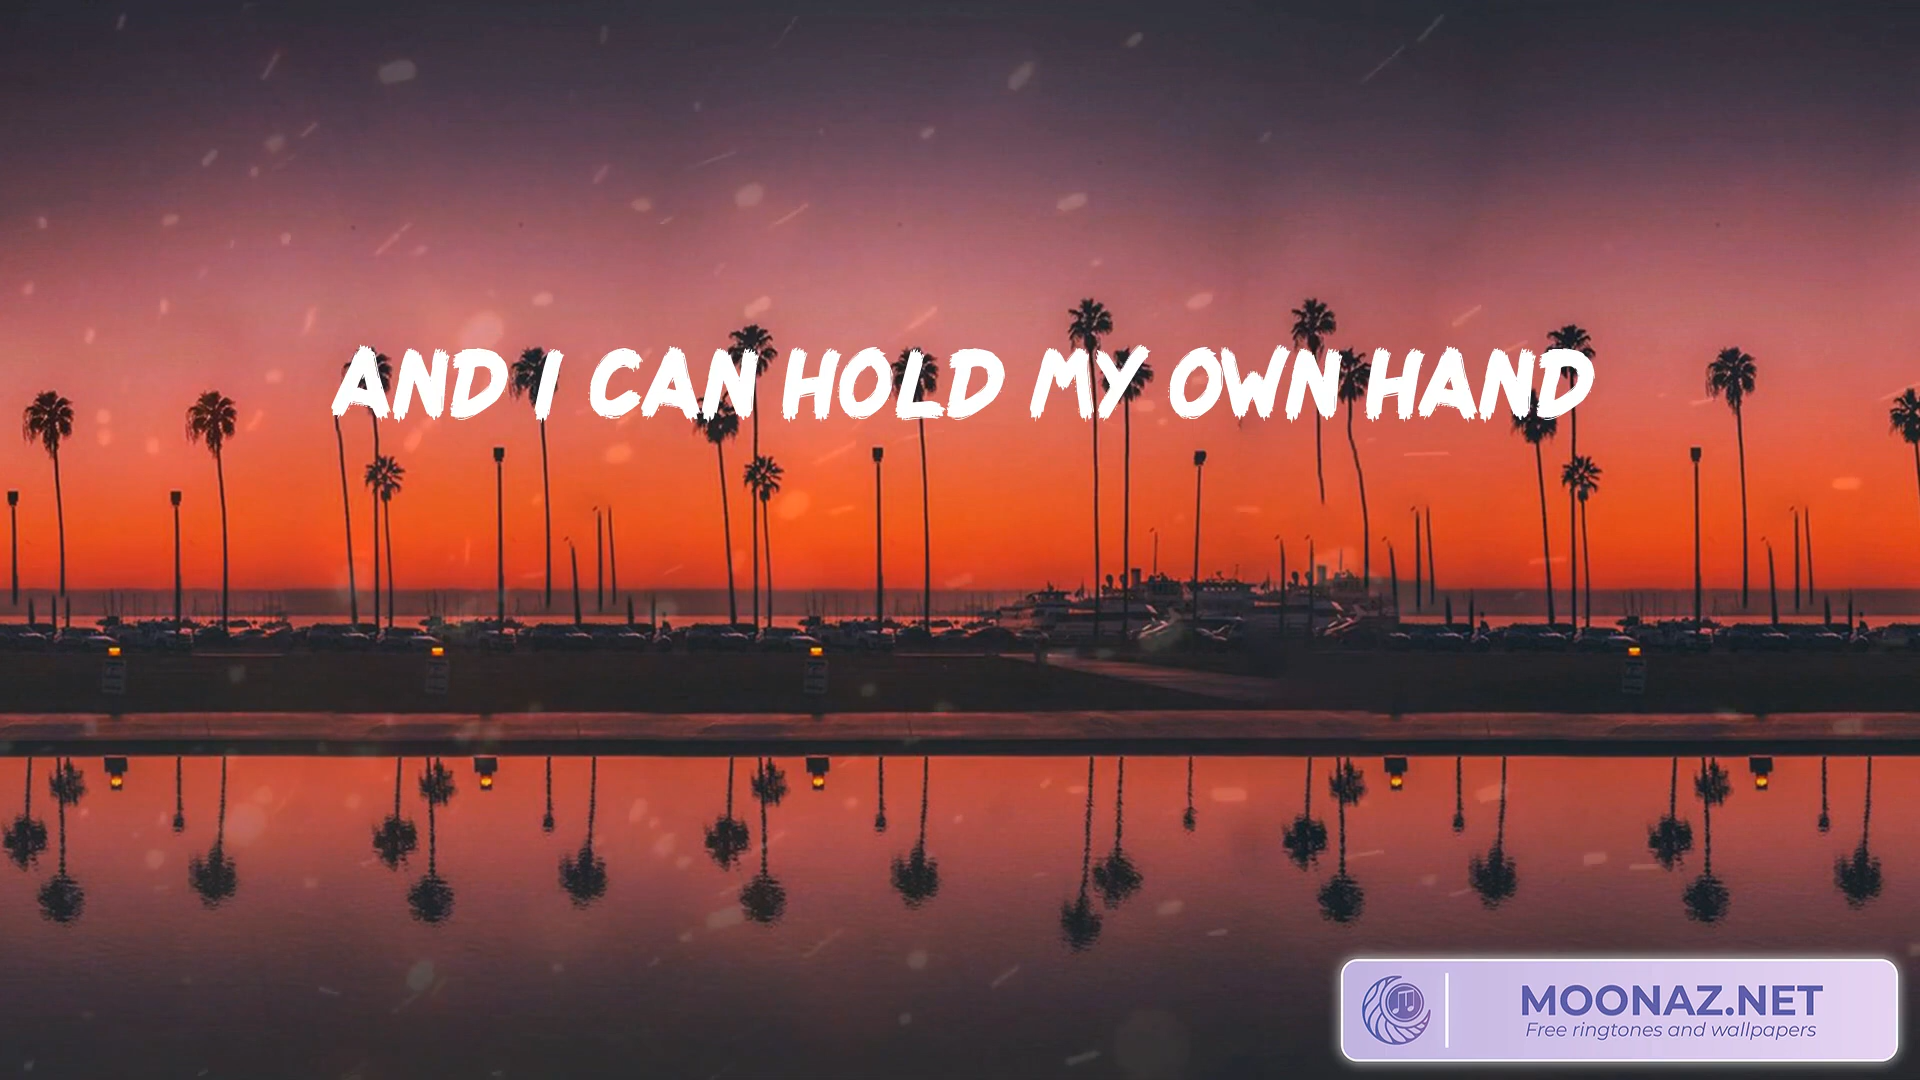 AND I CAN HOLD MY OWN HAND
MOONAZ.NET
Free ringtones and wallpapers